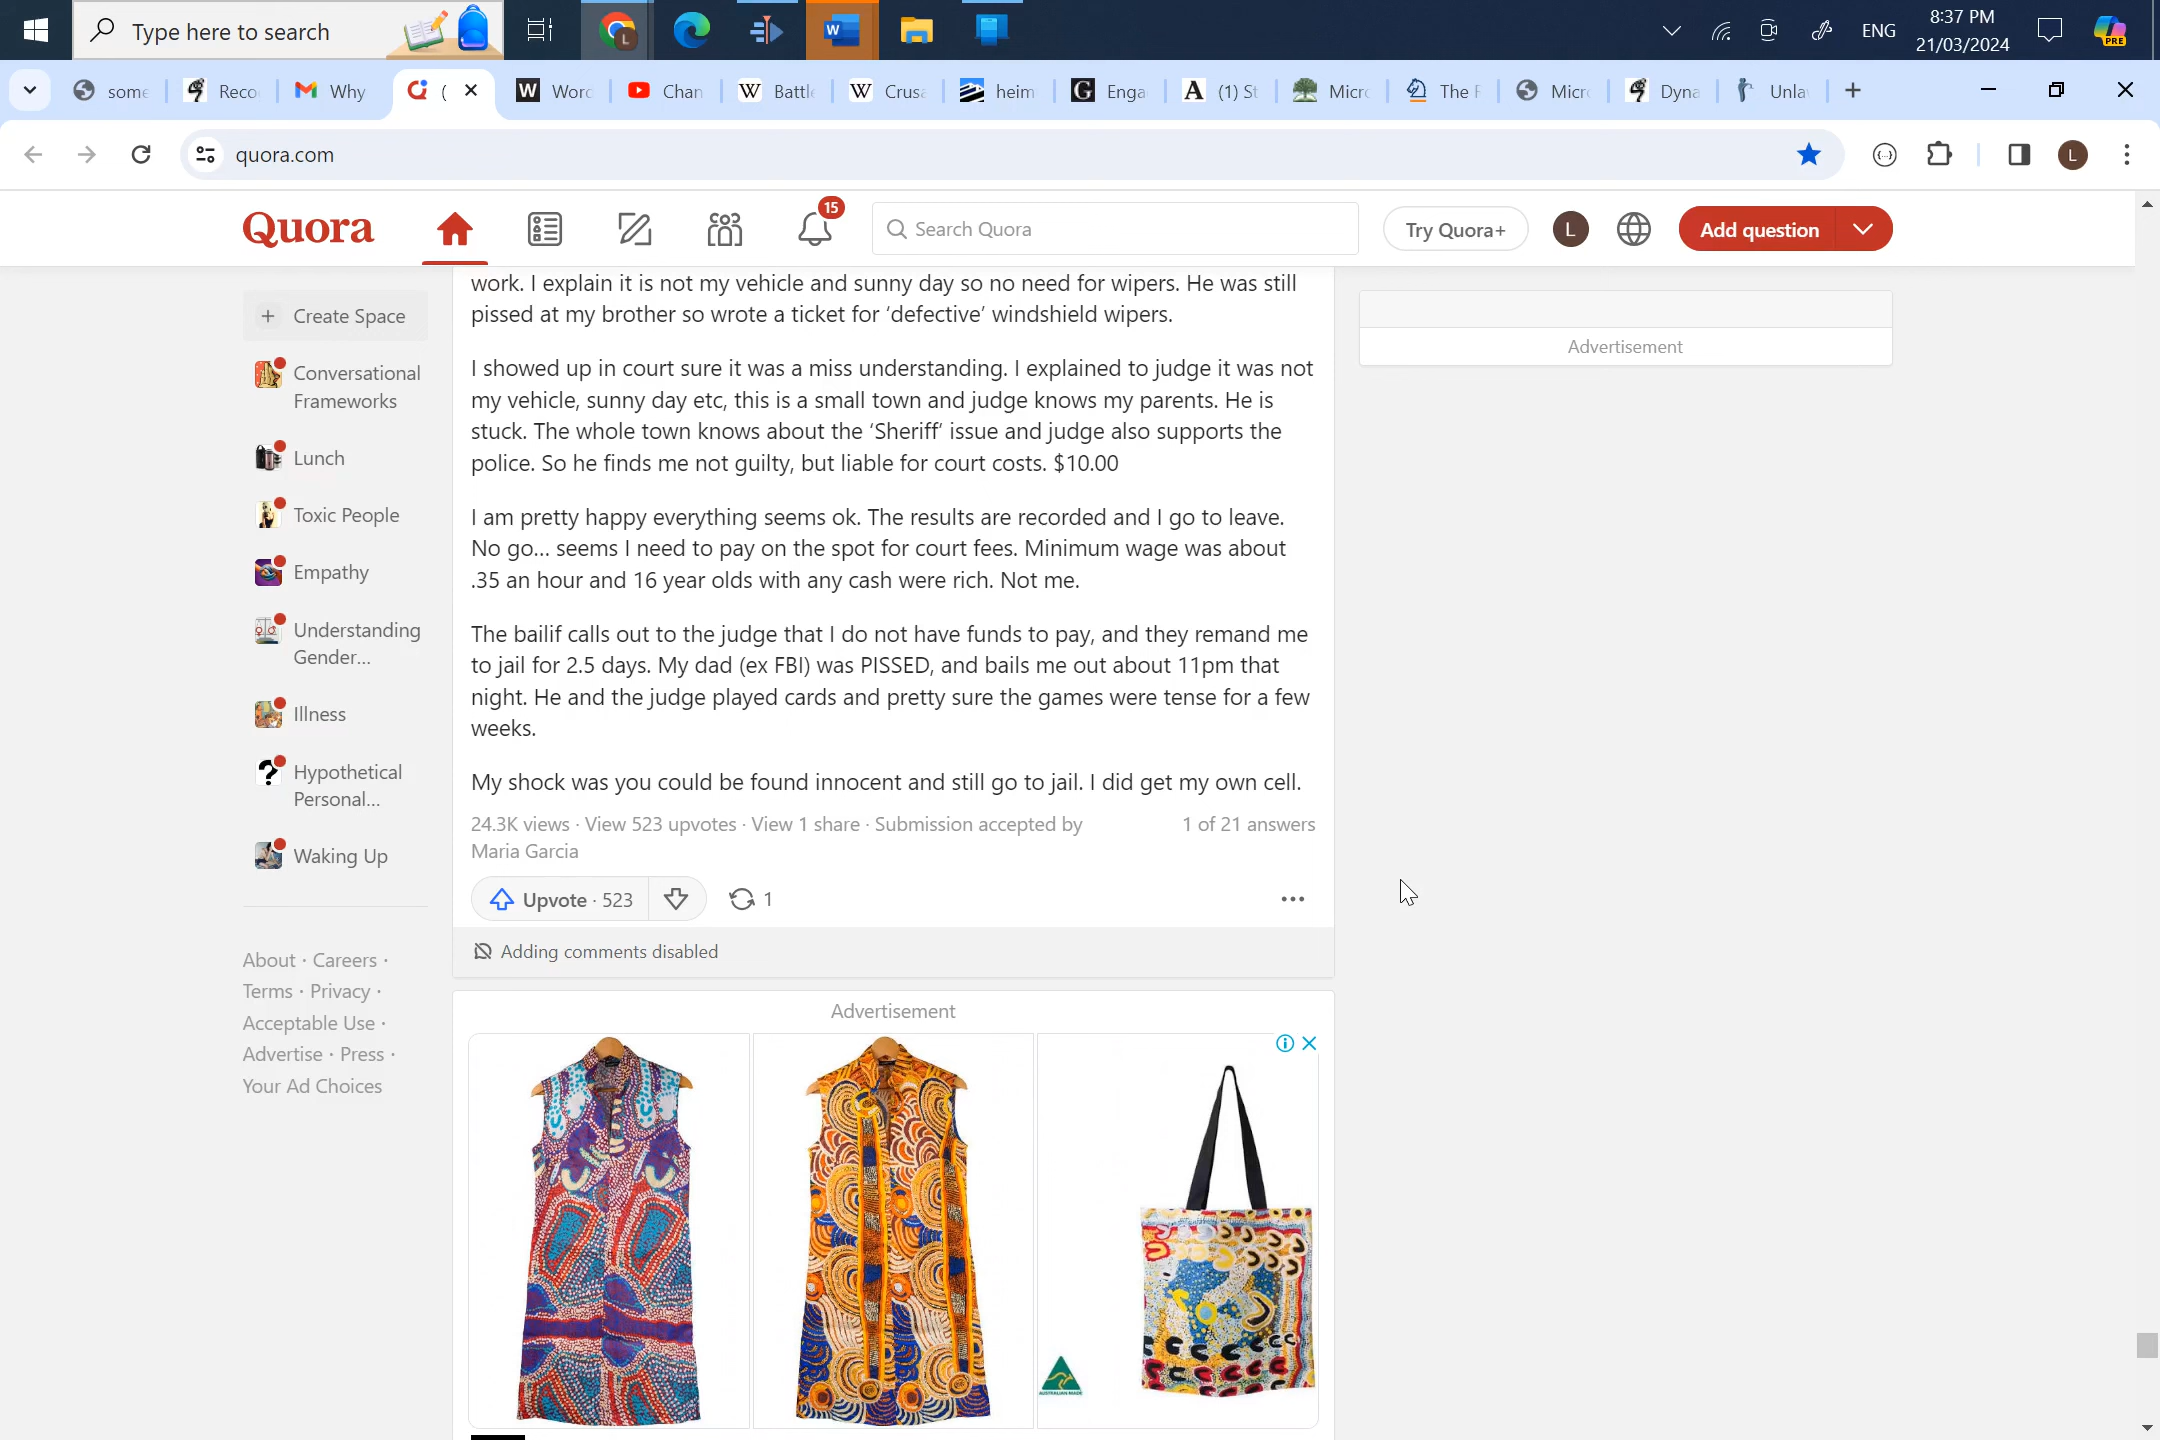 Type here to search
ENG
8:37 PM
21/03/2024
PRE
some
Reco
Why
(
Word
Chan
Battle
Crusa
heim
Enga
(1) St
Micro
The F
Micro
Dyna
Unla
quora.com
L
Quora
15
Search Quora
Try Quora+
L
Add question
Create Space
Conversational
Frameworks
Lunch
Toxic People
Empathy
Understanding
Gender...
Illness
Hypothetical
Personal...
Waking Up
About · Careers ·
Terms · Privacy ·
Acceptable Use ·
Advertise · Press ·
Your Ad Choices
work. I explain it is not my vehicle and sunny day so no need for wipers. He was still
pissed at my brother so wrote a ticket for ‘defective’ windshield wipers.
I showed up in court sure it was a miss understanding. I explained to judge it was not
my vehicle, sunny day etc, this is a small town and judge knows my parents. He is
stuck. The whole town knows about the ‘Sheriff’ issue and judge also supports the
police. So he finds me not guilty, but liable for court costs. $10.00
I am pretty happy everything seems ok. The results are recorded and I go to leave.
No go... seems I need to pay on the spot for court fees. Minimum wage was about
.35 an hour and 16 year olds with any cash were rich. Not me.
The bailif calls out to the judge that I do not have funds to pay, and they remand me
to jail for 2.5 days. My dad (ex FBI) was PISSED, and bails me out about 11pm that
night. He and the judge played cards and pretty sure the games were tense for a few
weeks.
My shock was you could be found innocent and still go to jail. I did get my own cell.
24.3K views · View 523 upvotes · View 1 share · Submission accepted by
Maria Garcia
1 of 21 answers
Upvote · 523
1
Adding comments disabled
Advertisement
AUSTRALIAN MADE
Advertisement